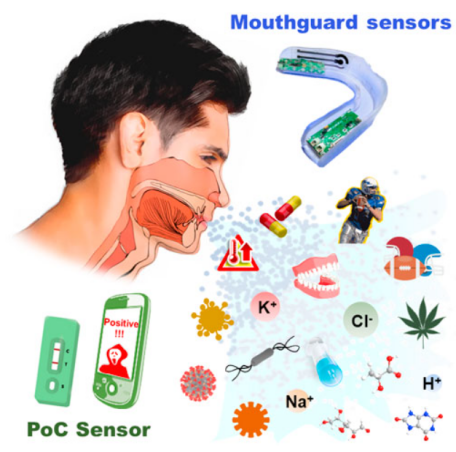 Mouthguard sensors
Positive
!!!
K+
Cl-
H+
Na+
PoC Sensor